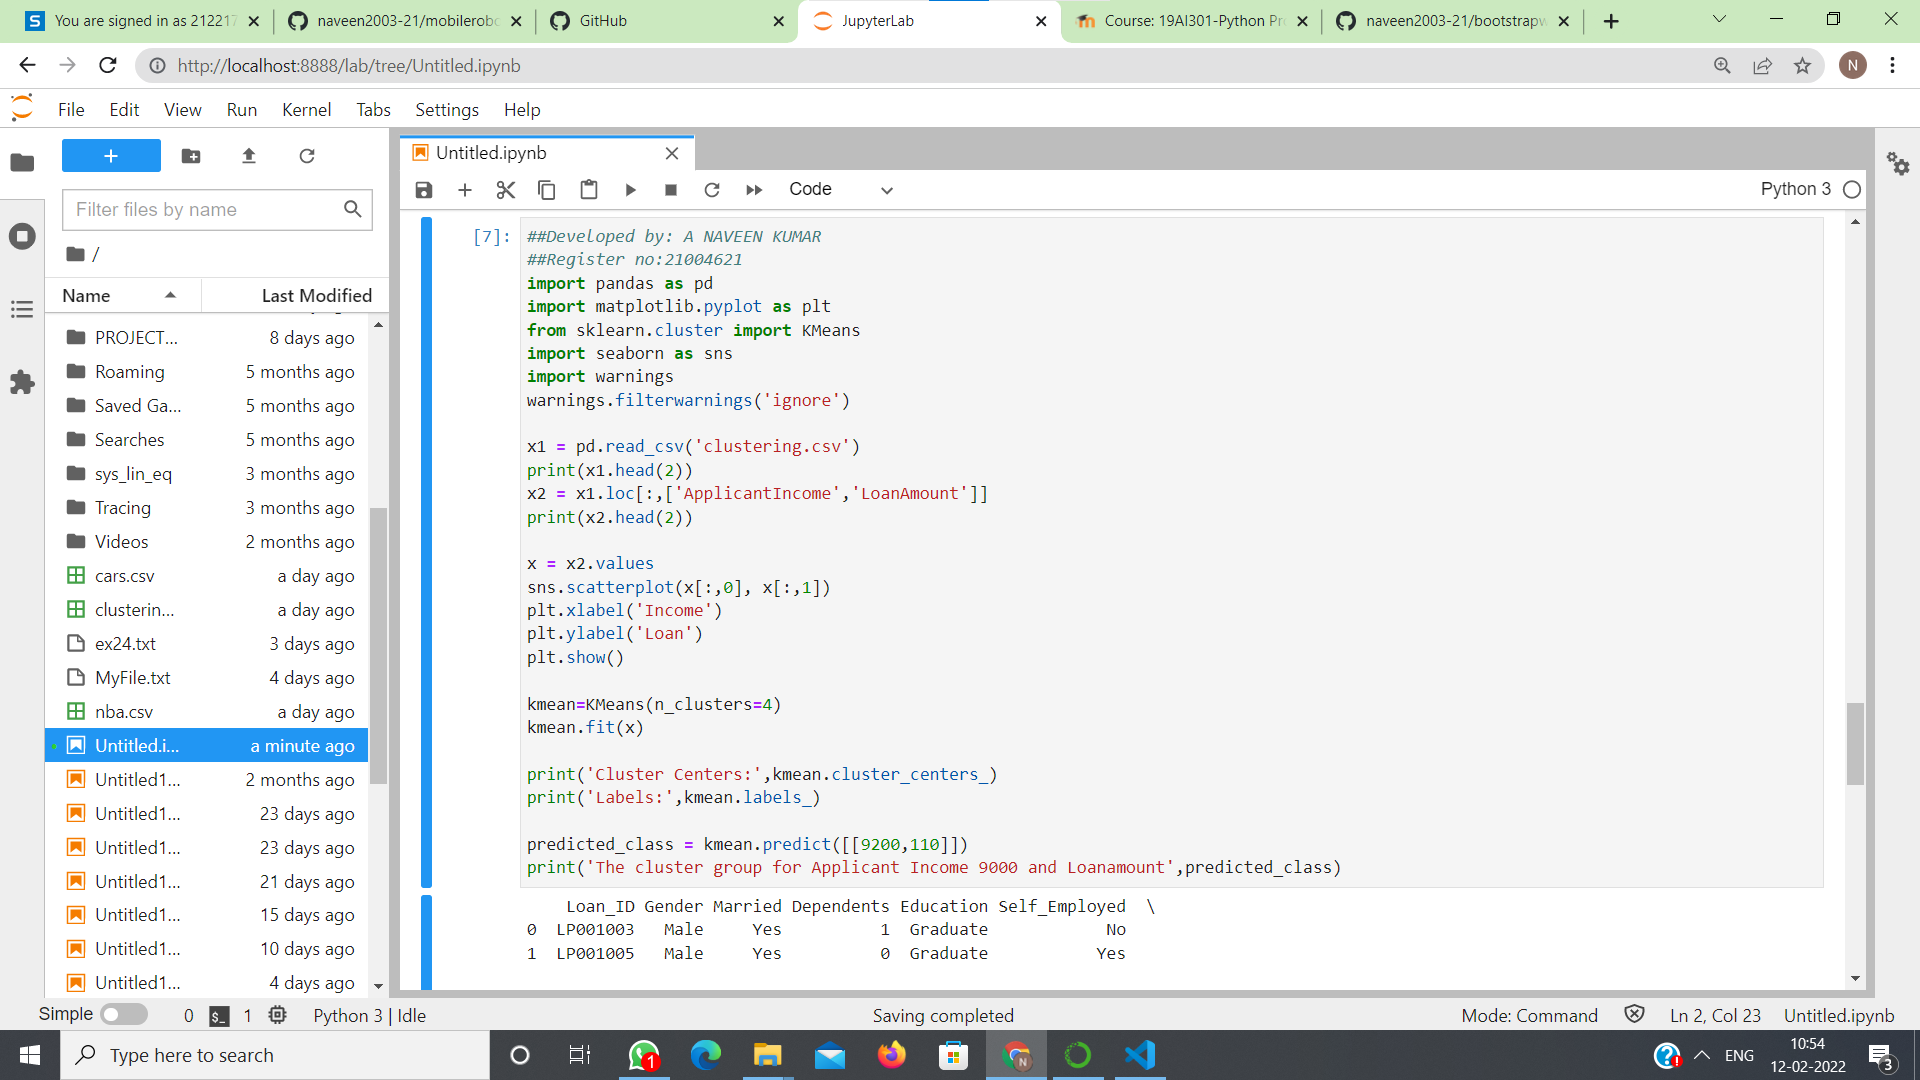 You are signed in as 212217
naveen2003-21/mobilerobo
GitHub
JupyterLab
Course: 19AI301-Python Pr
naveen2003-21/bootstrapw
http://localhost:8888/lab/tree/Untitled.ipynb
N
File Edit View Run Kernel Tabs Settings Help
Untitled.ipynb
Filter files by name
Code
Python 3
/
Name Last Modified
PROJECT... 8 days ago
Roaming 5 months ago
Saved Ga... 5 months ago
Searches 5 months ago
sys_lin_eq 3 months ago
Tracing 3 months ago
Videos 2 months ago
cars.csv a day ago
clusterin... a day ago
ex24.txt 3 days ago
MyFile.txt 4 days ago
nba.csv a day ago
Untitled.i... a minute ago
Untitled1... 2 months ago
Untitled1... 23 days ago
Untitled1... 23 days ago
Untitled1... 21 days ago
Untitled1... 15 days ago
Untitled1... 10 days ago
Untitled1... 4 days ago
[7]: ##Developed by: A NAVEEN KUMAR
##Register no:21004621
import pandas as pd
import matplotlib.pyplot as plt
from sklearn.cluster import KMeans
import seaborn as sns
import warnings
warnings.filterwarnings('ignore')
x1 = pd.read_csv('clustering.csv')
print(x1.head(2))
x2 = x1.loc[:,['ApplicantIncome','LoanAmount']]
print(x2.head(2))
x = x2.values
sns.scatterplot(x[:,0], x[:,1])
plt.xlabel('Income')
plt.ylabel('Loan')
plt.show()
kmean=KMeans(n_clusters=4)
kmean.fit(x)
print('Cluster Centers:',kmean.cluster_centers_)
print('Labels:',kmean.labels_)
predicted_class = kmean.predict([[9200,110]])
print('The cluster group for Applicant Income 9000 and Loanamount',predicted_class)
Loan_ID Gender Married Dependents Education Self_Employed \
0 LP001003 Male Yes 1 Graduate No
1 LP001005 Male Yes 0 Graduate Yes
Simple 0 1 Python 3 | Idle Saving completed Mode: Command Ln 2, Col 23 Untitled.ipynb
Type here to search
1
N
ENG
10:54
12-02-2022
3